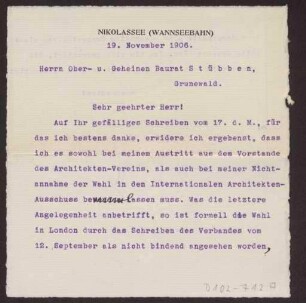 NIKOLASSEE (WANNSEEBAHN)
19. November 1906.
Herrn Ober- u. Geheimen Baurat Stübben,
Grunewald.
Sehr geehrter Herr!
Auf Ihr gefälliges Schreiben vom 17. d. M., für
das ich bestens danke, erwidere ich ergebenst, dass
ich es sowohl bei meinem Austritt aus dem Vorstande
des Architekten-Vereins, als auch bei meiner Nicht-
annahme der Wahl in den Internationalen Architekten-
Ausschuss be lassen muss. Was die letztere
Angelegenheit anbetrifft, so ist formell die Wahl
in London durch das Schreiben des Verbandes vom
12. September als nicht bindend angesehen worden,